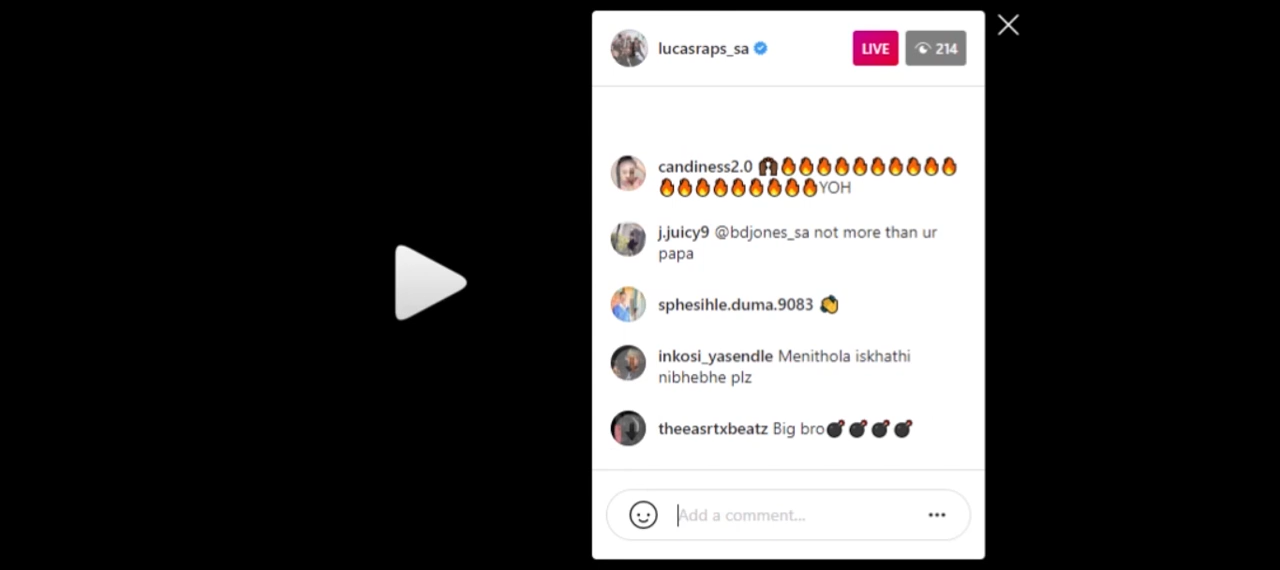 lucasraps_sa LIVE 214
candiness2.0 🙆🏿‍♀️🔥🔥🔥🔥🔥🔥🔥🔥🔥🔥
🔥🔥🔥🔥🔥🔥🔥🔥🔥YOH
j.juicy9 @bdjones_sa not more than ur
papa
sphesihle.duma.9083 👏
inkosi_yasendle Menithola iskhathi
nibhebhe plz
theeasrtxbeatz Big bro💣💣💣💣
Add a comment... •••